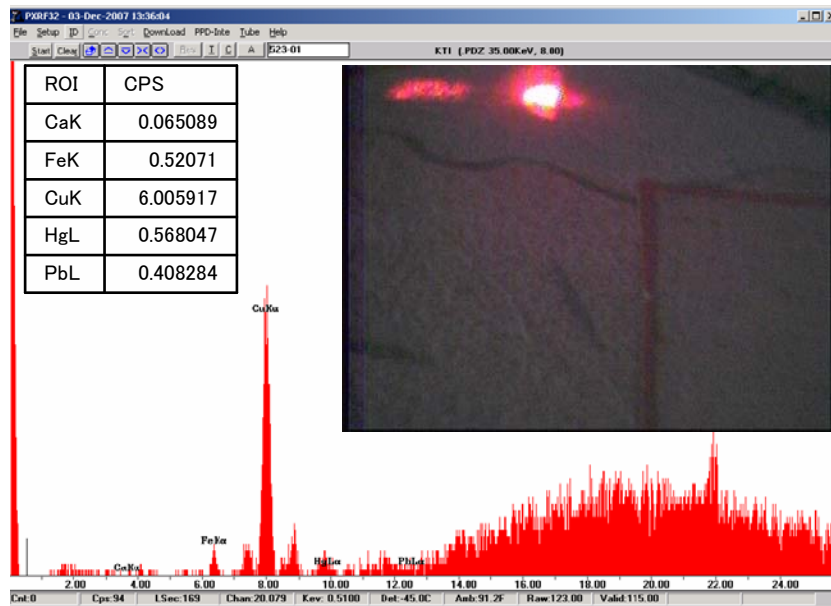 PXRF32 - 03-Dec-2007 13:36:04
File Setup ID Conc Sort DownLoad PPD-Inte Tube Help
Start Clear I C A 523-01 KTI (.PDZ 35.00KeV, 8.00)
ROI CPS
CaK 0.065089
FeK 0.52071
CuK 6.005917
HgL 0.568047
PbL 0.408284
CuKα
FeKα
CaKα HgLα PbLα
2.00 4.00 6.00 8.00 10.00 12.00 14.00 16.00 18.00 20.00 22.00 24.00
Cnt:0 Cps:94 LSec:169 Chan:20.079 Kev: 0.5100 Det:-45.0C Amb:91.2F Raw:123.00 Valid:115.00